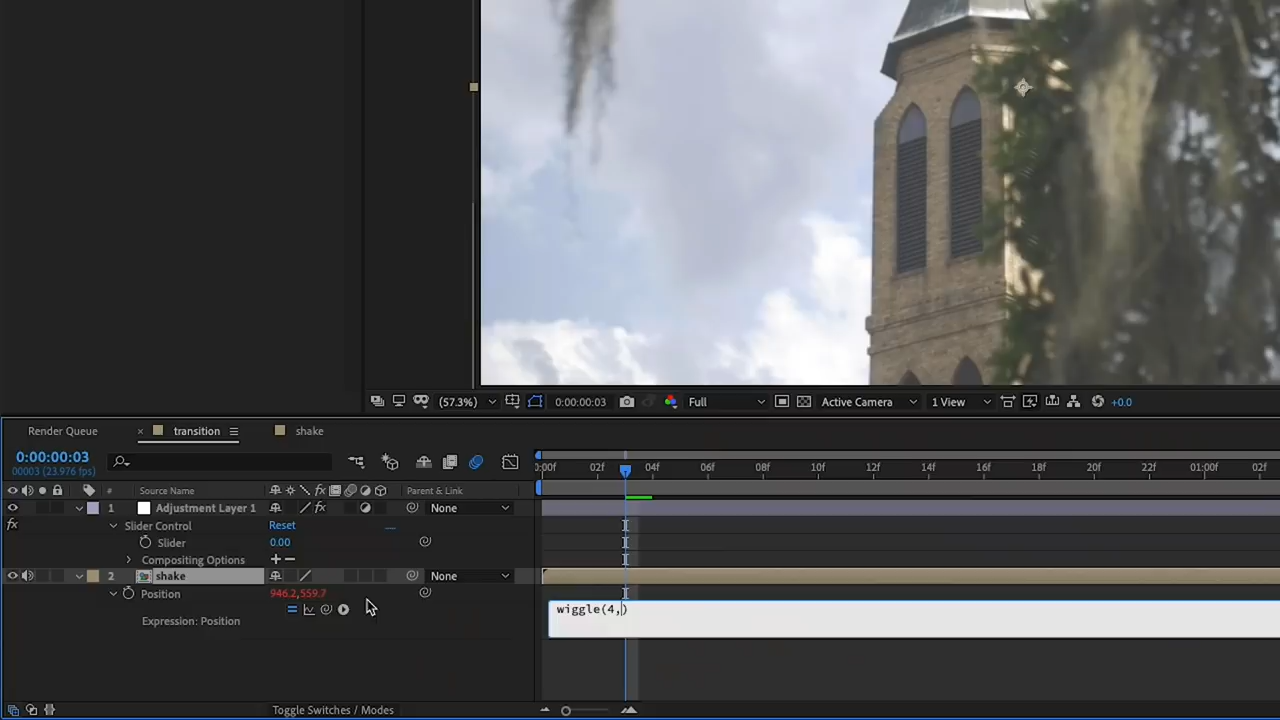 (57.3%) 0:00:00:03 Full Active Camera 1 View +0.0
Render Queue × transition shake
0:00:00:03
00003 (23.976 fps)
0:00f 02f 04f 06f 08f 10f 12f 14f 16f 18f 20f 22f 01:00f 02f
# Source Name fx Parent & Link
1 Adjustment Layer 1 fx None
fx Slider Control Reset
Slider 0.00
Compositing Options + –
2 shake None
Position 946.2,559.7
wiggle(4,)
Expression: Position
Toggle Switches / Modes